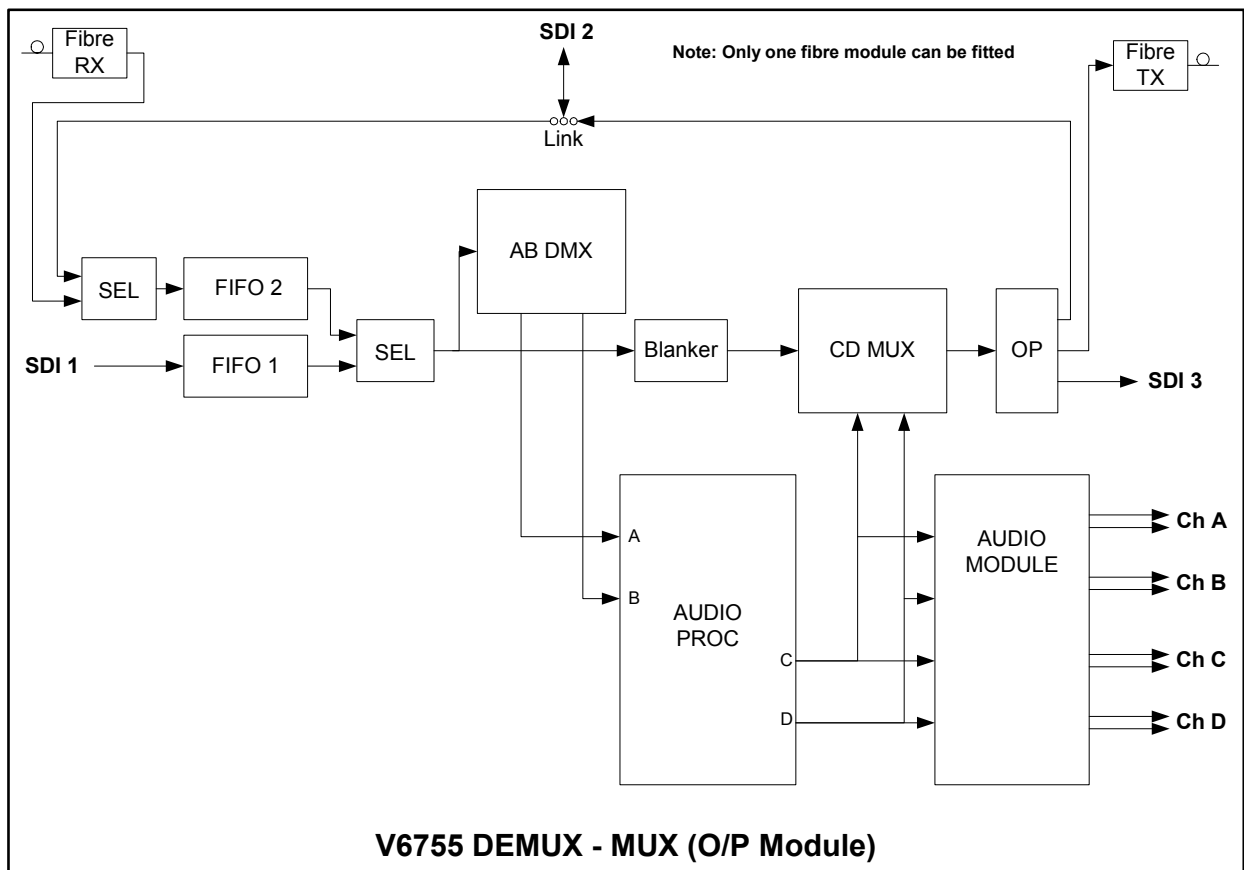 Fibre
RX
SDI 2
Note: Only one fibre module can be fitted
Fibre
TX
Link
AB DMX
SEL
FIFO 2
SEL
Blanker
CD MUX
OP
SDI 1
FIFO 1
SDI 3
A
B
AUDIO
PROC
C
D
AUDIO
MODULE
Ch A
Ch B
Ch C
Ch D
V6755 DEMUX - MUX (O/P Module)